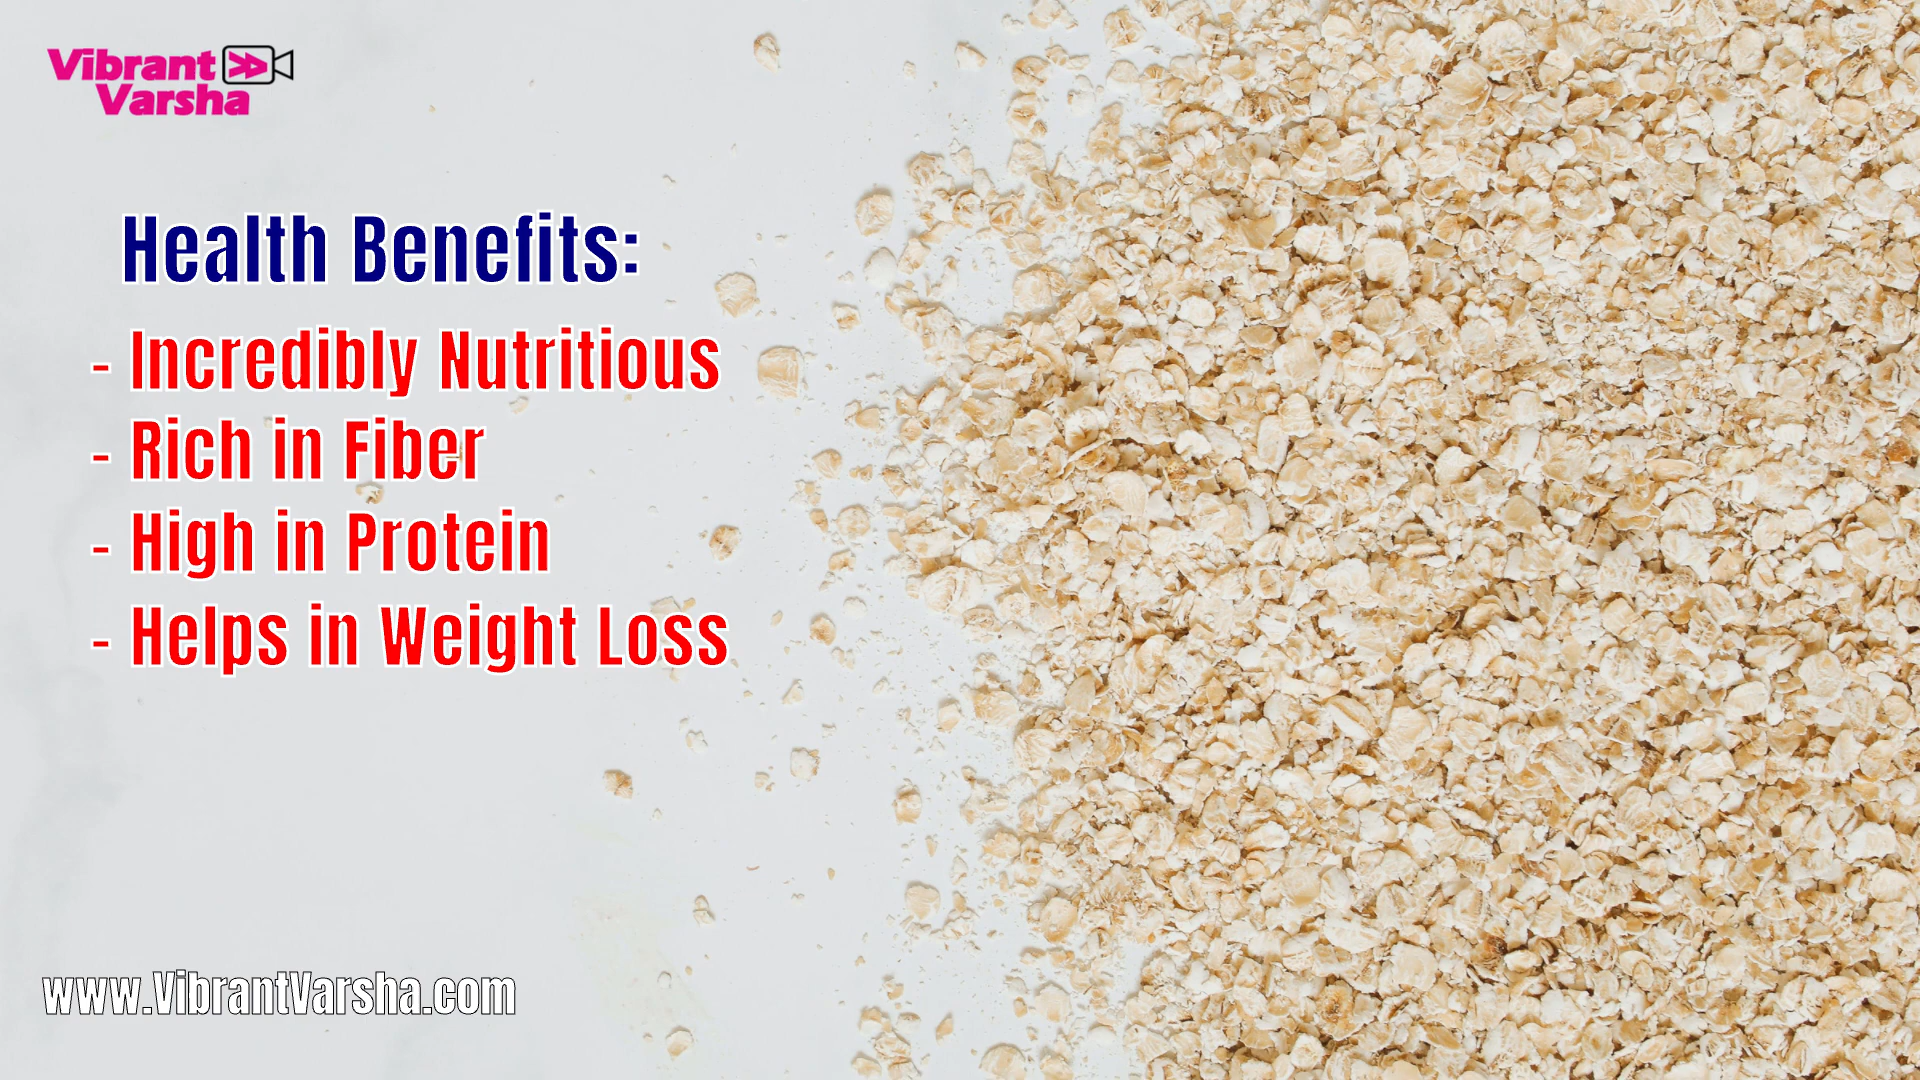 Vibrant
Varsha
Health Benefits:
- Incredibly Nutritious
- Rich in Fiber
- High in Protein
- Helps in Weight Loss
www.VibrantVarsha.com